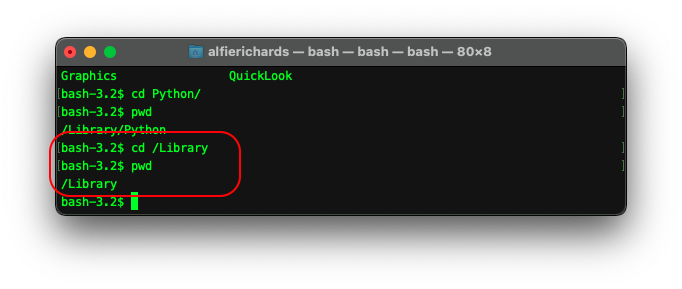 alfierichards — bash — bash — bash — 80×8
Graphics QuickLook
[bash-3.2$ cd Python/ ]
[bash-3.2$ pwd ]
/Library/Python
[bash-3.2$ cd /Library ]
[bash-3.2$ pwd ]
/Library
bash-3.2$